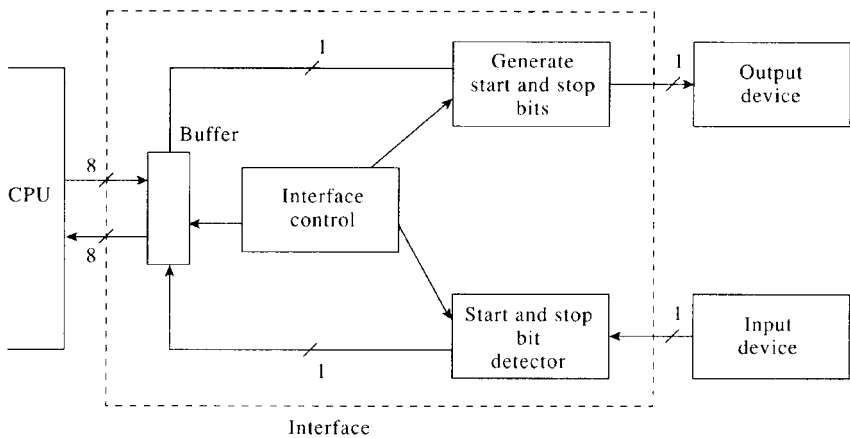 1
Generate
start and stop
bits
1
Output
device
Buffer
8
CPU
Interface
control
8
Start and stop
bit
detector
1
Input
device
1
Interface